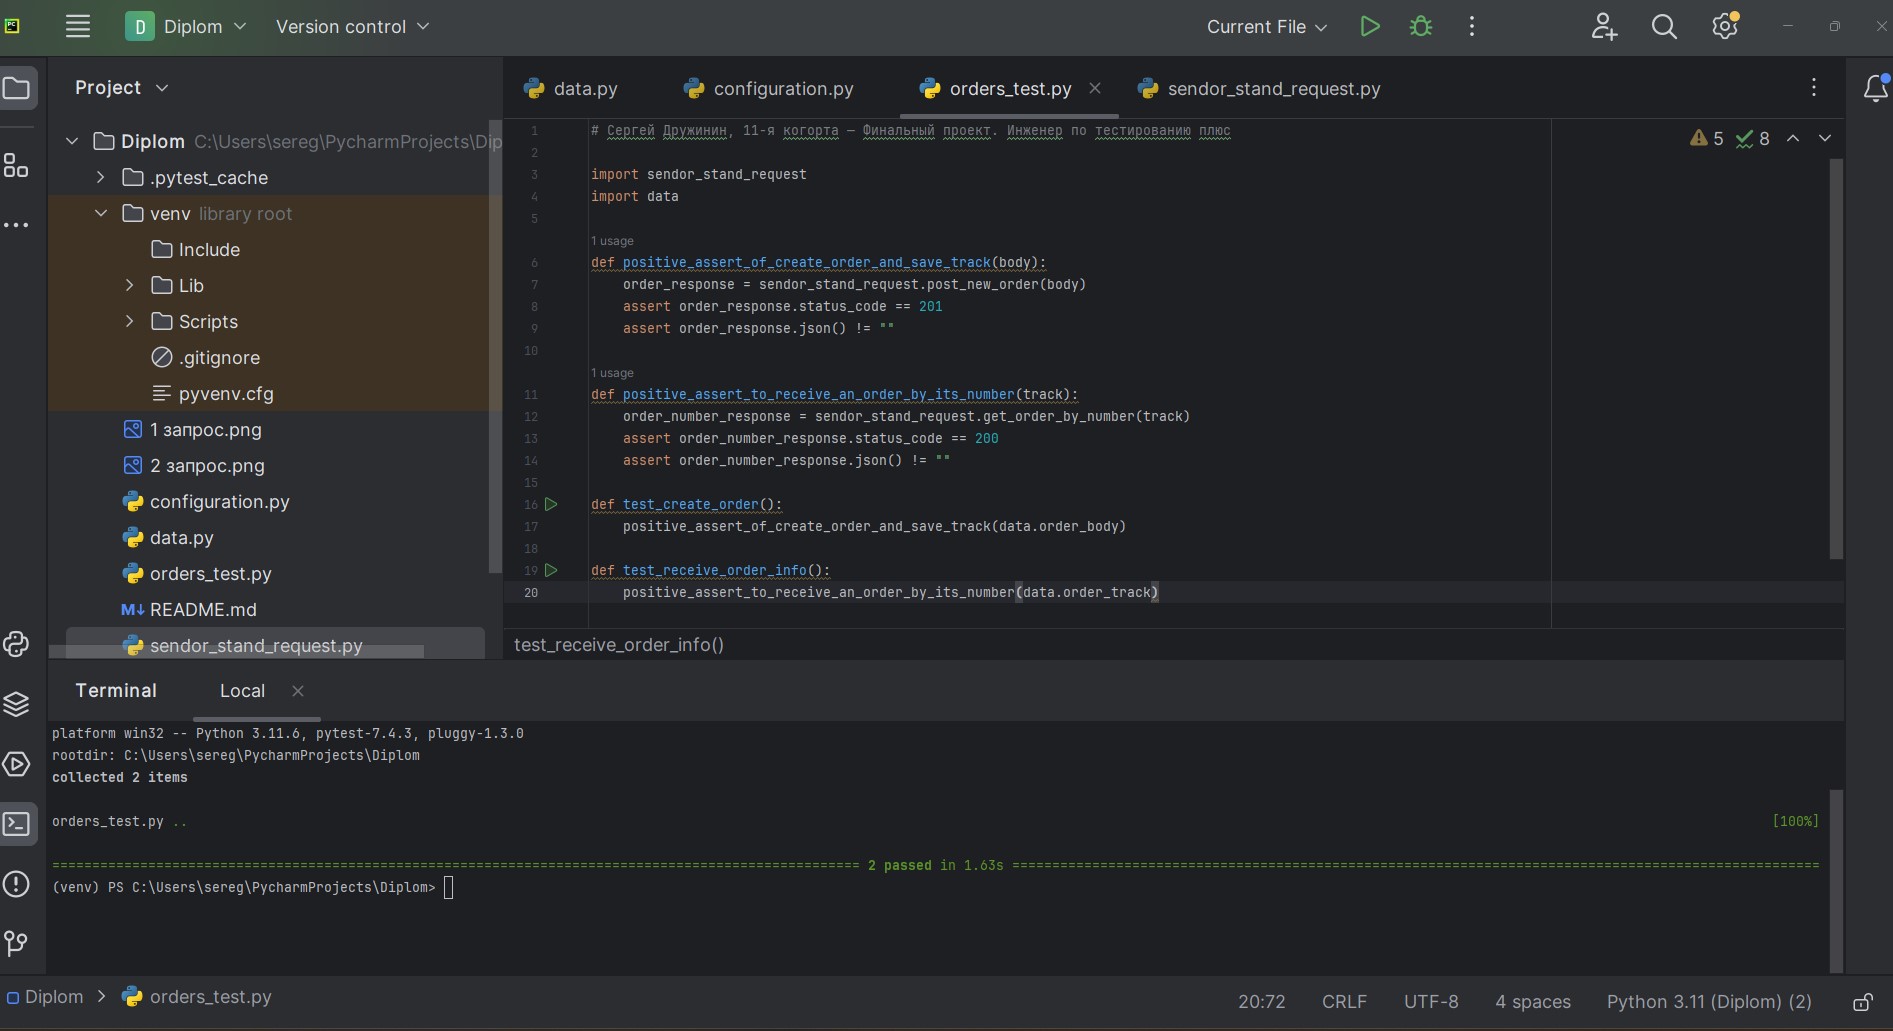 D Diplom Version control Current File
Project
data.py configuration.py orders_test.py sendor_stand_request.py
Diplom C:\Users\sereg\PycharmProjects\Dip
.pytest_cache
venv library root
Include
Lib
Scripts
.gitignore
pyvenv.cfg
1 запрос.png
2 запрос.png
configuration.py
data.py
orders_test.py
M↓ README.md
sendor_stand_request.py
5 8
1 # Сергей Дружинин, 11-я когорта — Финальный проект. Инженер по тестированию плюс
2
3 import sendor_stand_request
4 import data
5
1 usage
6 def positive_assert_of_create_order_and_save_track(body):
7 order_response = sendor_stand_request.post_new_order(body)
8 assert order_response.status_code == 201
9 assert order_response.json() != ""
10
1 usage
11 def positive_assert_to_receive_an_order_by_its_number(track):
12 order_number_response = sendor_stand_request.get_order_by_number(track)
13 assert order_number_response.status_code == 200
14 assert order_number_response.json() != ""
15
16 def test_create_order():
17 positive_assert_of_create_order_and_save_track(data.order_body)
18
19 def test_receive_order_info():
20 positive_assert_to_receive_an_order_by_its_number(data.order_track)
test_receive_order_info()
Terminal Local
platform win32 -- Python 3.11.6, pytest-7.4.3, pluggy-1.3.0
rootdir: C:\Users\sereg\PycharmProjects\Diplom
collected 2 items
orders_test.py .. [100%]
===== 2 passed in 1.63s =====
(venv) PS C:\Users\sereg\PycharmProjects\Diplom>
Diplom > orders_test.py 20:72 CRLF UTF-8 4 spaces Python 3.11 (Diplom) (2)